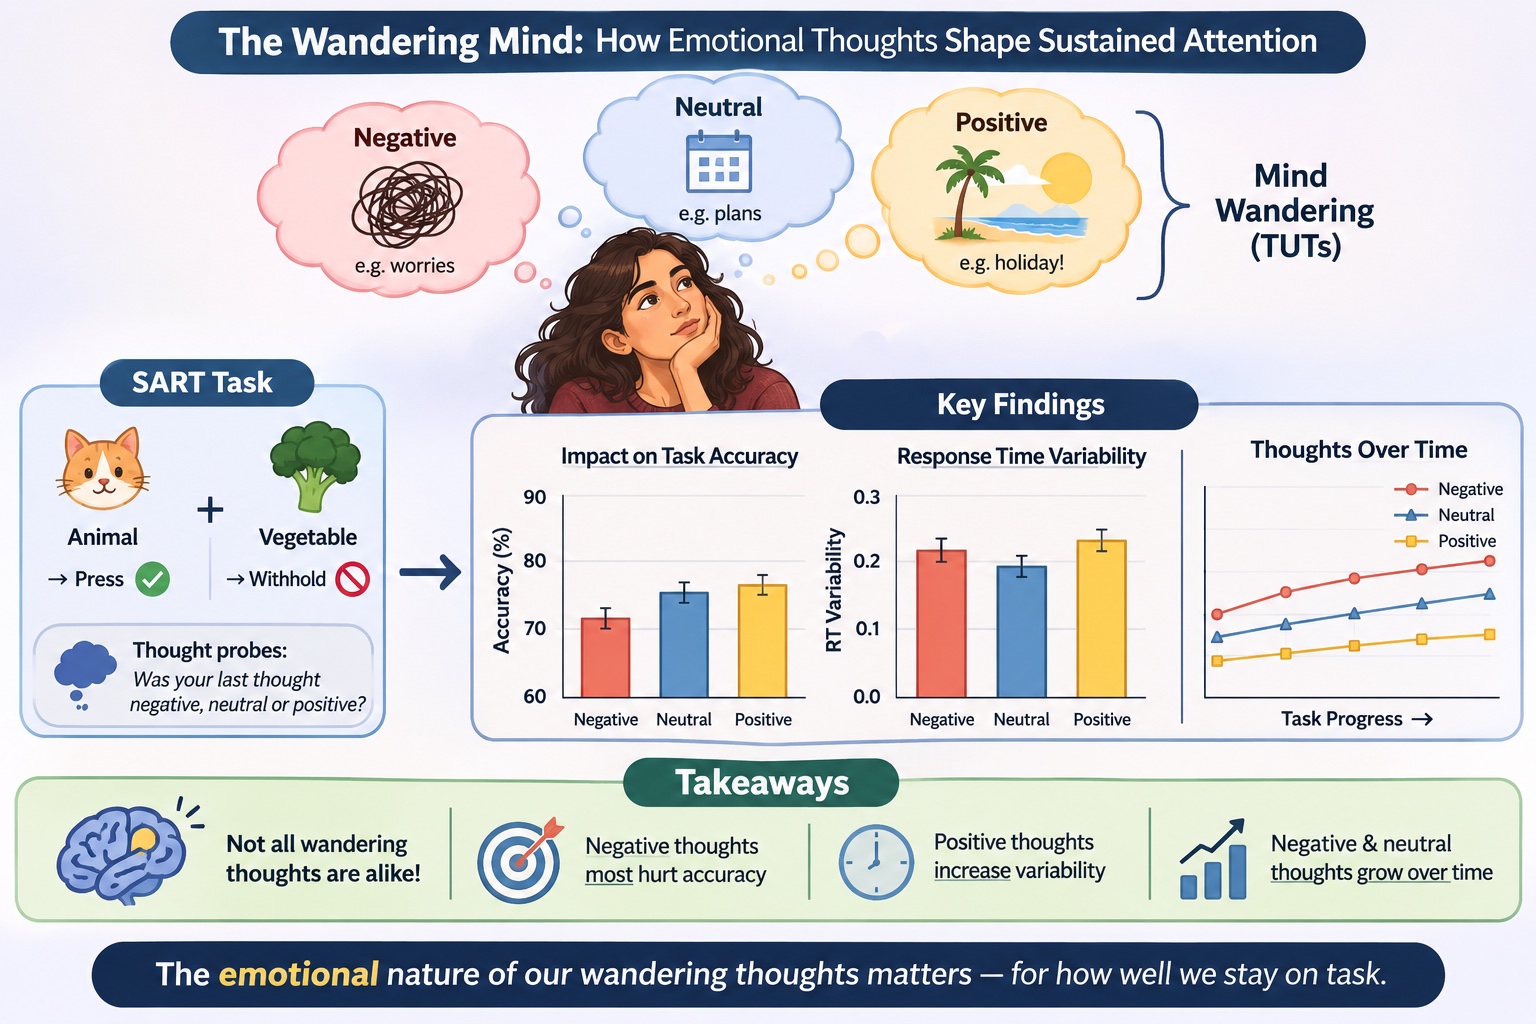 The Wandering Mind: How Emotional Thoughts Shape Sustained Attention
Negative
e.g. worries
Neutral
e.g. plans
Positive
e.g. holiday!
Mind
Wandering
(TUTs)
SART Task
Animal
→ Press
+
Vegetable
→ Withhold
Thought probes:
Was your last thought
negative, neutral or positive?
Key Findings
Impact on Task Accuracy
Accuracy (%)
90
80
70
60
Negative
Neutral
Positive
Response Time Variability
RT Variability
0.3
0.2
0.1
0.0
Negative
Neutral
Positive
Thoughts Over Time
Negative
Neutral
Positive
Task Progress →
Takeaways
Not all wandering
thoughts are alike!
Negative thoughts
most hurt accuracy
Positive thoughts
increase variability
Negative & neutral
thoughts grow over time
The emotional nature of our wandering thoughts matters — for how well we stay on task.